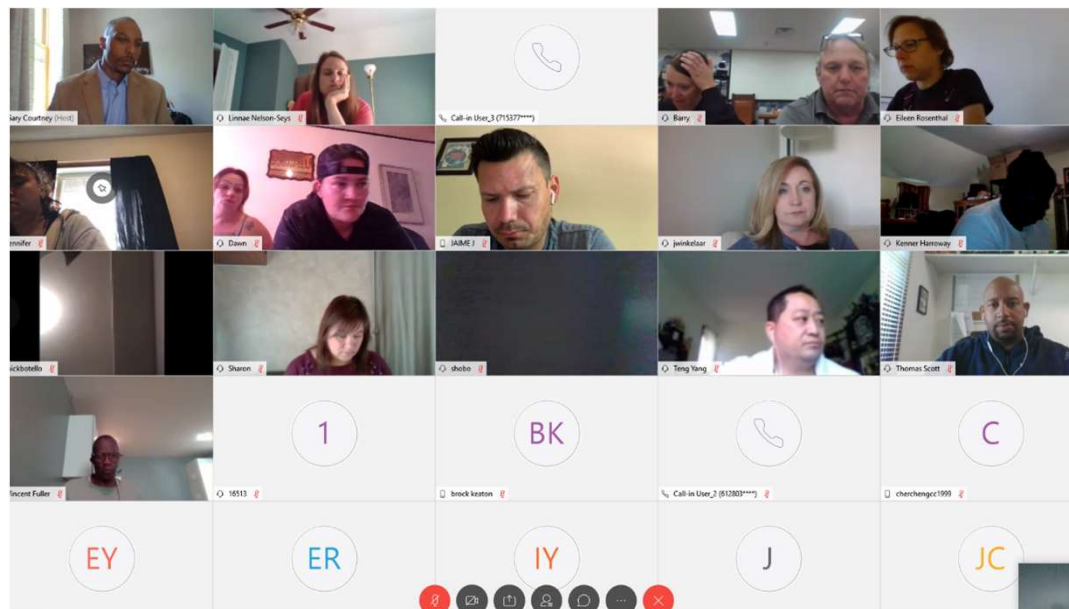 Gary Courtney (Host)
Linnae Nelson-Seys
Call-in User_3 (715377****)
Barry
Eileen Rosenthal
Jennifer
Dawn
JAIME J
jwinkelaar
Kenner Harroway
ickbotello
Sharon
shobo
Teng Yang
Thomas Scott
Vincent Fuller
1
16513
BK
brock keaton
Call-in User_2 (612803****)
C
cherchengcc1999
EY
ER
IY
J
JC